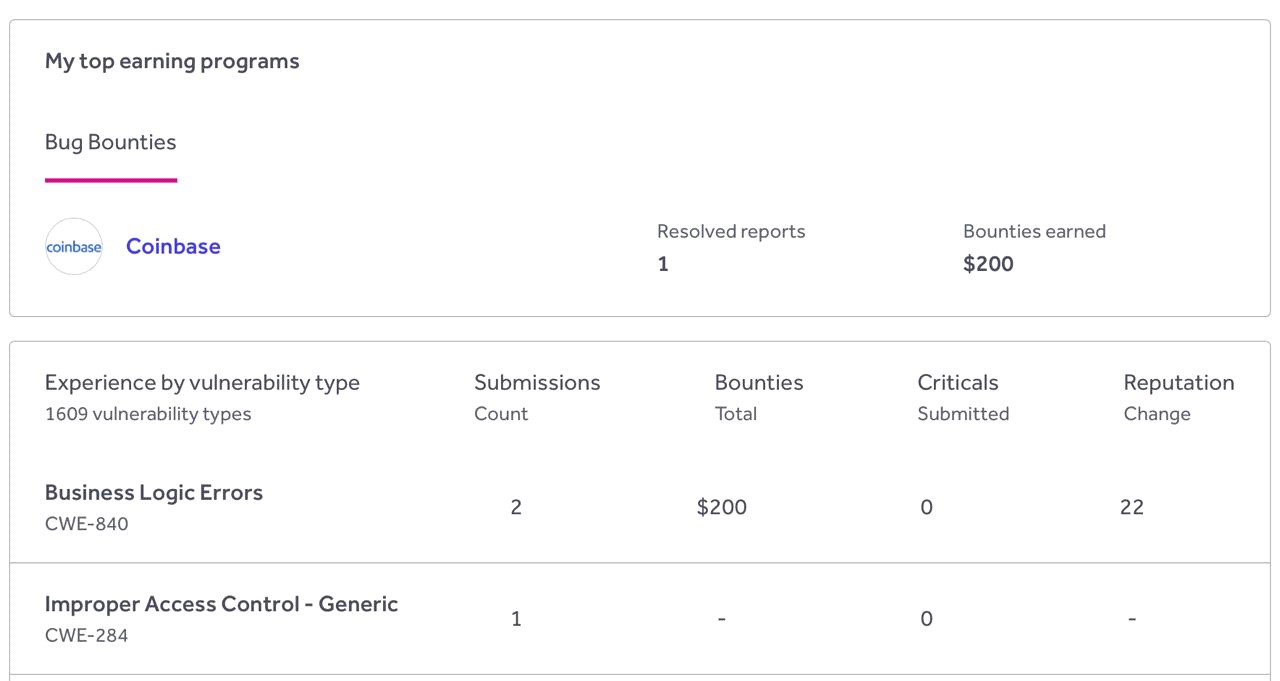 My top earning programs
Bug Bounties
coinbase
Coinbase
Resolved reports
1
Bounties earned
$200
Experience by vulnerability type
1609 vulnerability types
Submissions
Count
Bounties
Total
Criticals
Submitted
Reputation
Change
Business Logic Errors
CWE-840
2
$200
0
22
Improper Access Control - Generic
CWE-284
1
-
0
-